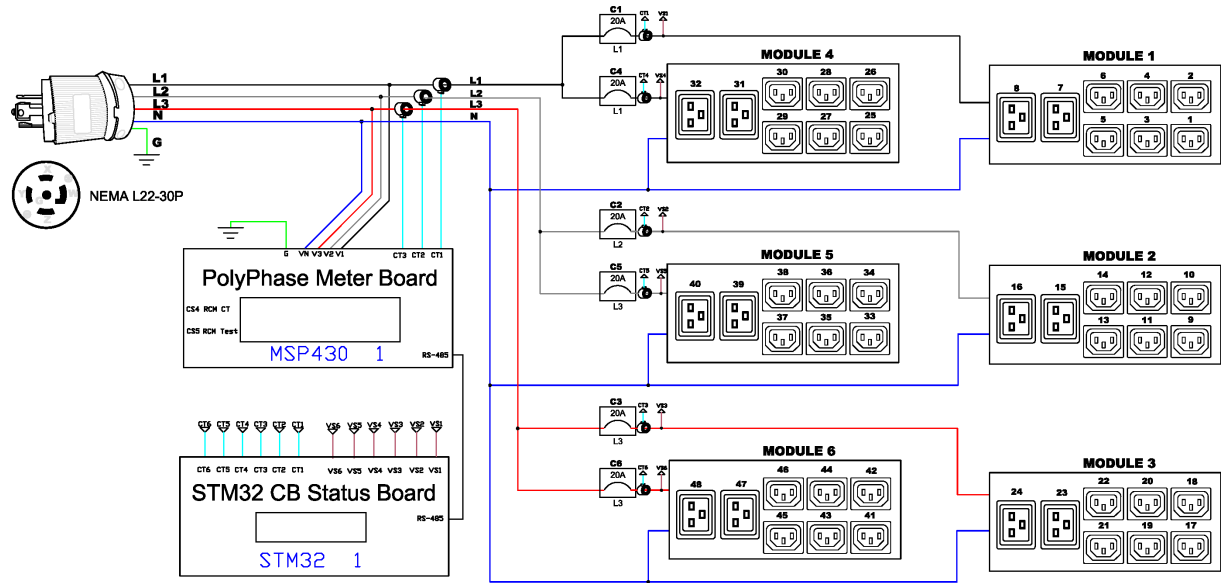 C1
20A
L1
CT1
VS1
MODULE 4
MODULE 1
C4
20A
L1
CT4
VS4
32 31 30 28 26
29 27 25
8 7 6 4 2
5 3 1
L1
L2
L3
N
G
L1
L2
L3
N
NEMA L22-30P
X
Y
W
G
Z
C2
20A
L2
CT2
VS2
MODULE 5
MODULE 2
C5
20A
L3
CT5
VS5
40 39 38 36 34
37 35 33
16 15 14 12 10
13 11 9
G VN V3 V2 V1 CT3 CT2 CT1
PolyPhase Meter Board
CS4 RCM CT
CS5 RCM Test
MSP430 1
RS-485
C3
20A
L3
CT3
VS3
MODULE 6
MODULE 3
C6
20A
L3
CT6
VS6
48 47 46 44 42
45 43 41
24 23 22 20 18
21 19 17
CT6 CT5 CT4 CT3 CT2 CT1 VS6 VS5 VS4 VS3 VS2 VS1
CT6 CT5 CT4 CT3 CT2 CT1 VS6 VS5 VS4 VS3 VS2 VS1
STM32 CB Status Board
RS-485
STM32 1